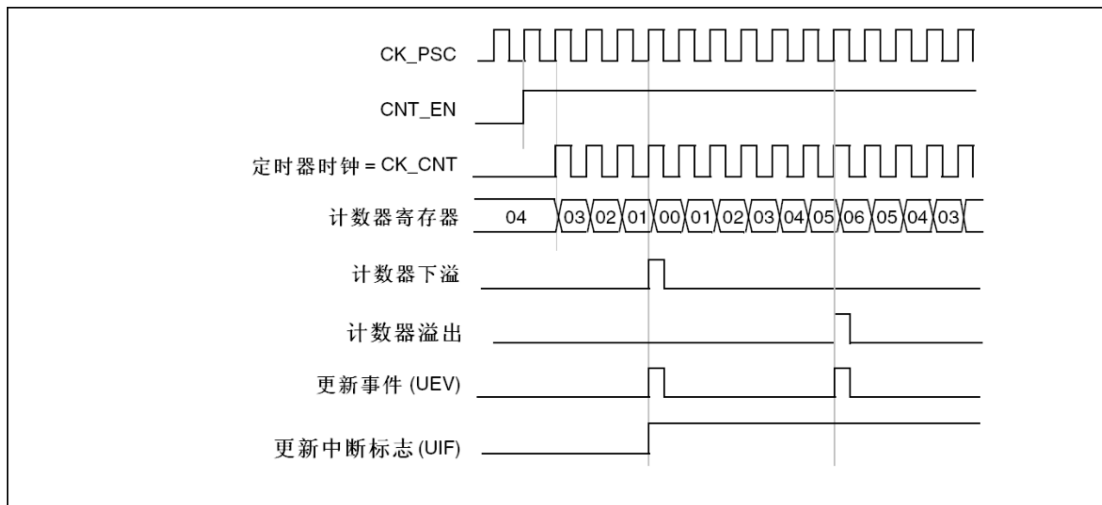 CK_PSC
CNT_EN
定时器时钟 = CK_CNT
计数器寄存器 04 03 02 01 00 01 02 03 04 05 06 05 04 03
计数器下溢
计数器溢出
更新事件 (UEV)
更新中断标志 (UIF)